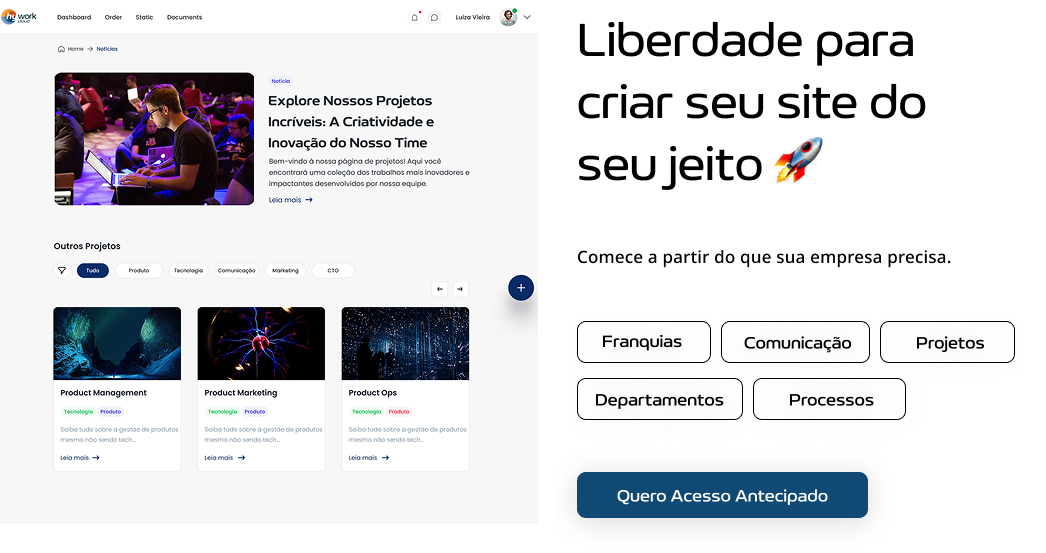 hu work
CLOUD
Dashboard Order Static Documents
Luiza Vieira
Home → Notícias
Notícia
Explore Nossos Projetos
Incríveis: A Criatividade e
Inovação do Nosso Time
Bem-vindo à nossa página de projetos! Aqui você
encontrará uma coleção dos trabalhos mais inovadores e
impactantes desenvolvidos por nossa equipe.
Leia mais →
Outros Projetos
Tudo Produto Tecnologia Comunicação Marketing CTO
Product Management
Tecnologia Produto
Saiba tudo sobre a gestão de produtos
mesmo não sendo tech...
Leia mais →
Product Marketing
Tecnologia Produto
Saiba tudo sobre a gestão de produtos
mesmo não sendo tech...
Leia mais →
Product Ops
Tecnologia Produto
Saiba tudo sobre a gestão de produtos
mesmo não sendo tech...
Leia mais →
Liberdade para
criar seu site do
seu jeito 🚀
Comece a partir do que sua empresa precisa.
Franquias Comunicação Projetos
Departamentos Processos
Quero Acesso Antecipado